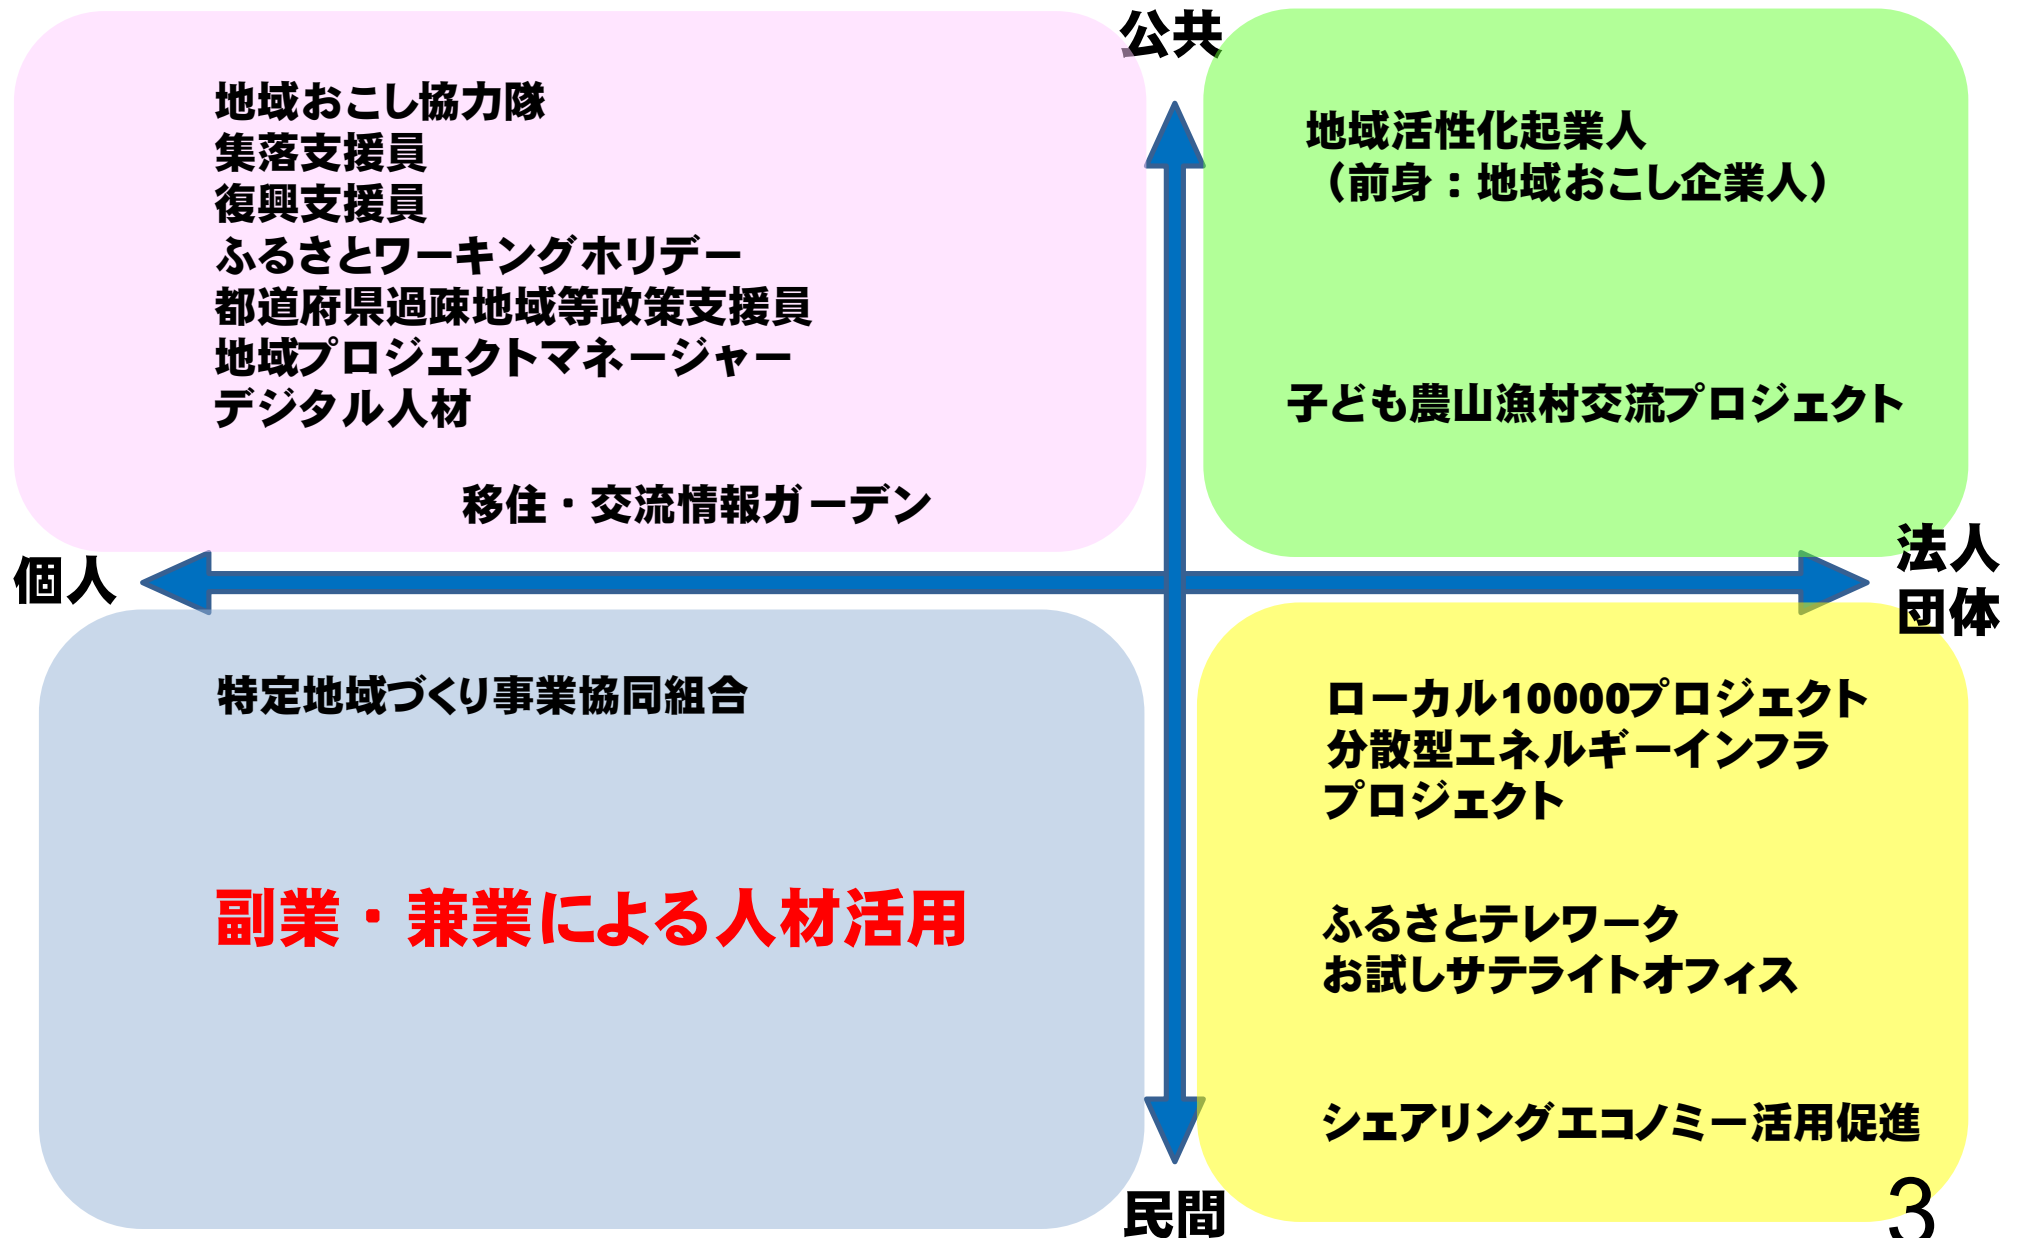 公共
地域おこし協力隊
集落支援員
復興支援員
ふるさとワーキングホリデー
都道府県過疎地域等政策支援員
地域プロジェクトマネージャー
デジタル人材
移住・交流情報ガーデン
地域活性化起業人
（前身：地域おこし企業人）
子ども農山漁村交流プロジェクト
個人
法人
団体
特定地域づくり事業協同組合
副業・兼業による人材活用
ローカル10000プロジェクト
分散型エネルギーインフラ
プロジェクト
ふるさとテレワーク
お試しサテライトオフィス
シェアリングエコノミー活用促進
民間
3